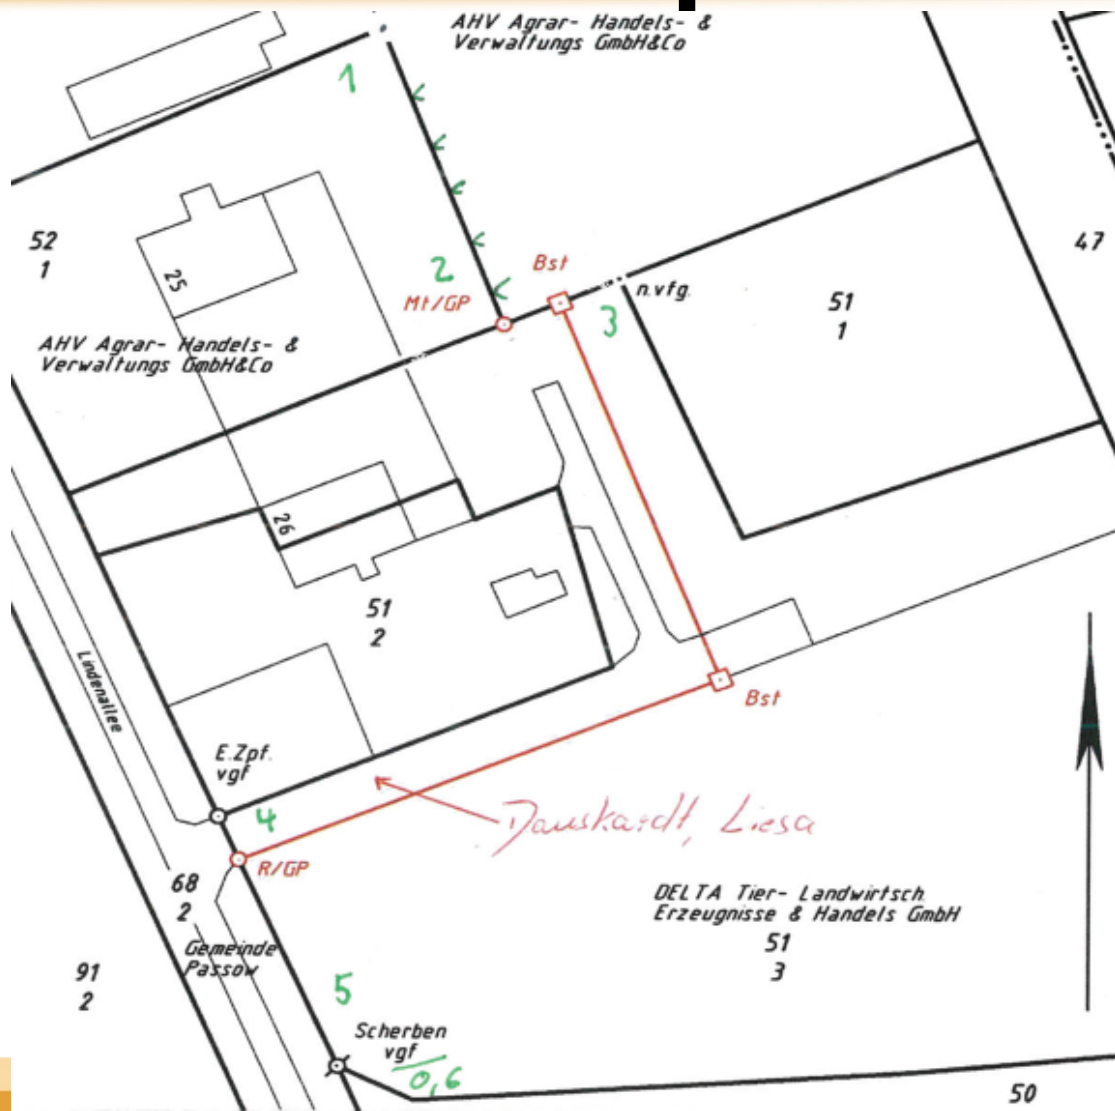 AHV Agrar- Handels- &
Verwaltungs GmbH&Co
1
52
1
25
47
2
Bst
Mt/GP
n.vfg.
3
51
1
AHV Agrar- Handels- &
Verwaltungs GmbH&Co
26
51
2
Lindenallee
Bst
E.Zpf.
vgf
4
Dauskardt, Liesa
R/GP
68
2
DELTA Tier- Landwirtsch.
Erzeugnisse & Handels GmbH
51
3
Gemeinde
Passow
91
2
5
Scherben
vgf
0,6
50